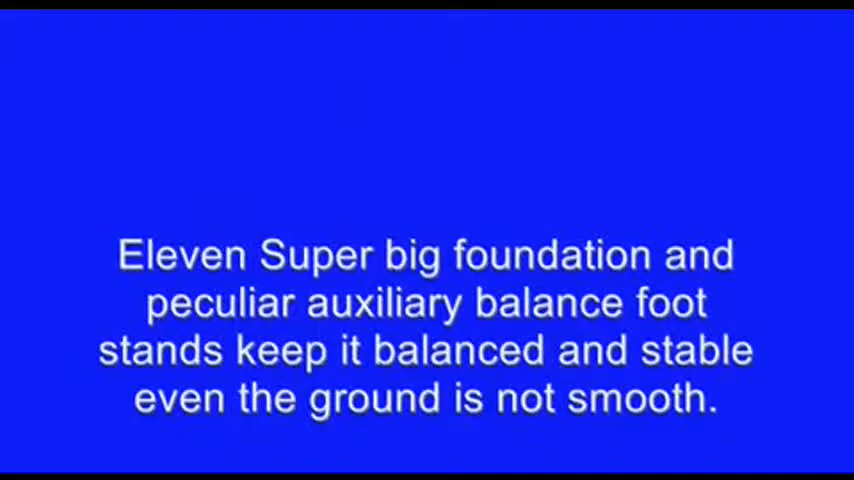 Eleven Super big foundation and
peculiar auxiliary balance foot
stands keep it balanced and stable
even the ground is not smooth.